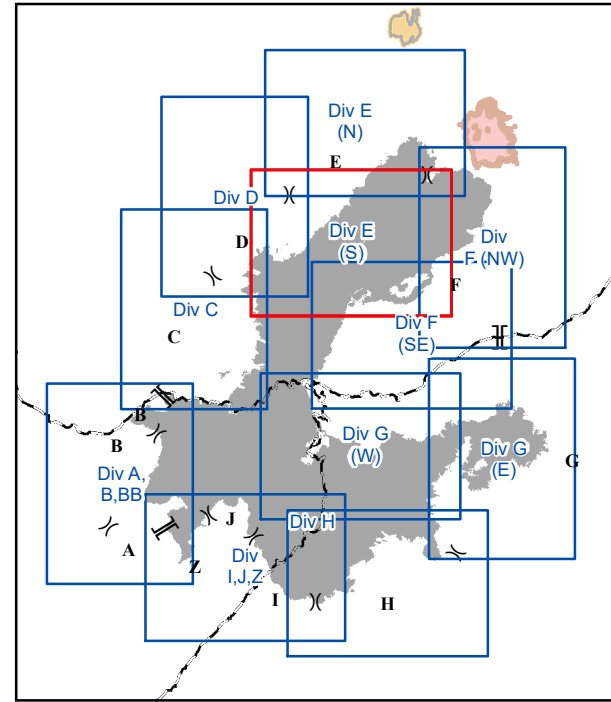 Div E
(N)
E
Div D
D
Div E
(S)
Div
F (NW)
F
Div C
C
Div F
(SE)
B
B
Div G
(W)
Div G
(E)
G
Div A,
B,BB
J
Div H
A
Z
Div
I,J,Z
I
H